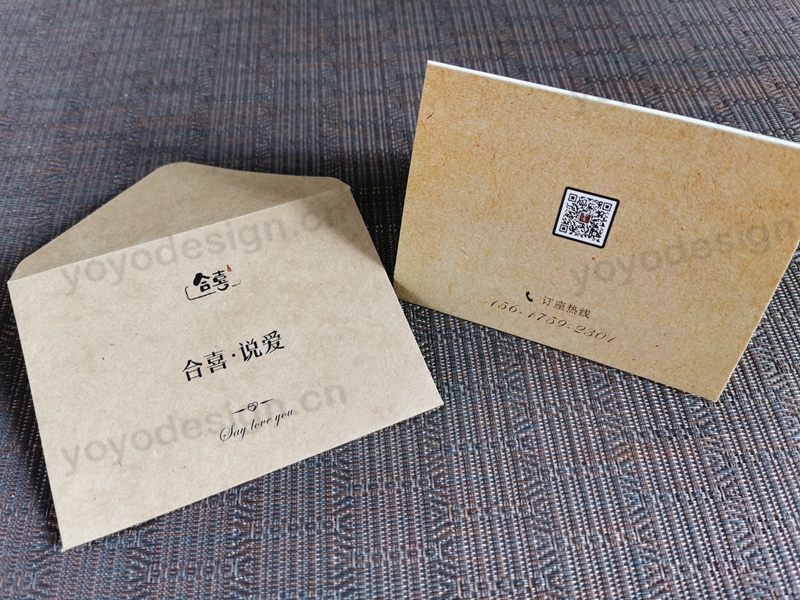 合喜
合喜·说爱
Say love you
订座热线
156-1759-2301
yoyodesign.cn
yoyodesign.cn
yoyodesign.cn